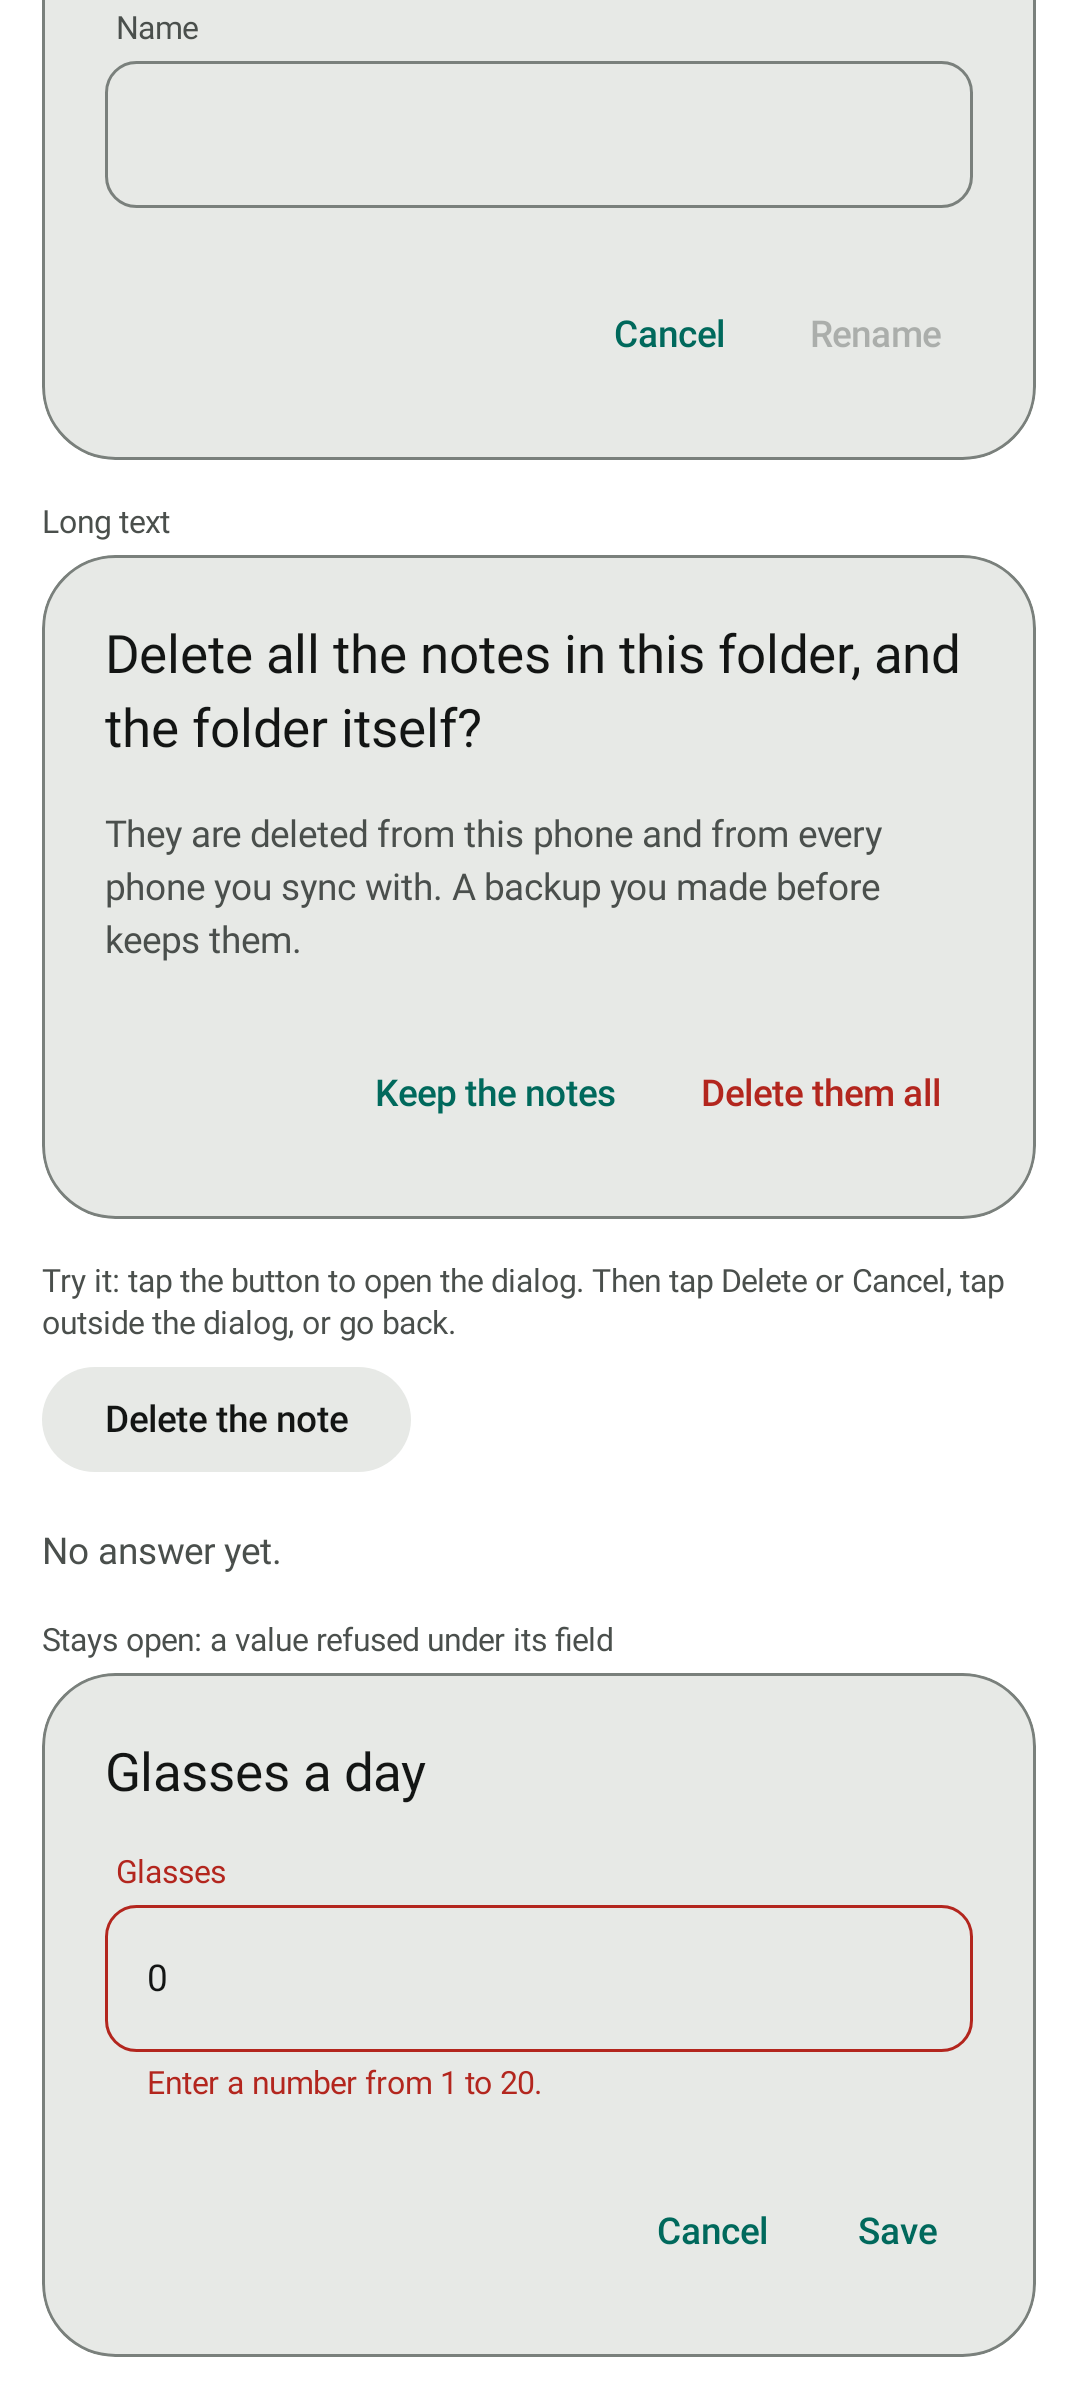 Name
Cancel
Rename
Long text
Delete all the notes in this folder, and
the folder itself?
They are deleted from this phone and from every
phone you sync with. A backup you made before
keeps them.
Keep the notes
Delete them all
Try it: tap the button to open the dialog. Then tap Delete or Cancel, tap
outside the dialog, or go back.
Delete the note
No answer yet.
Stays open: a value refused under its field
Glasses a day
Glasses
0
Enter a number from 1 to 20.
Cancel
Save